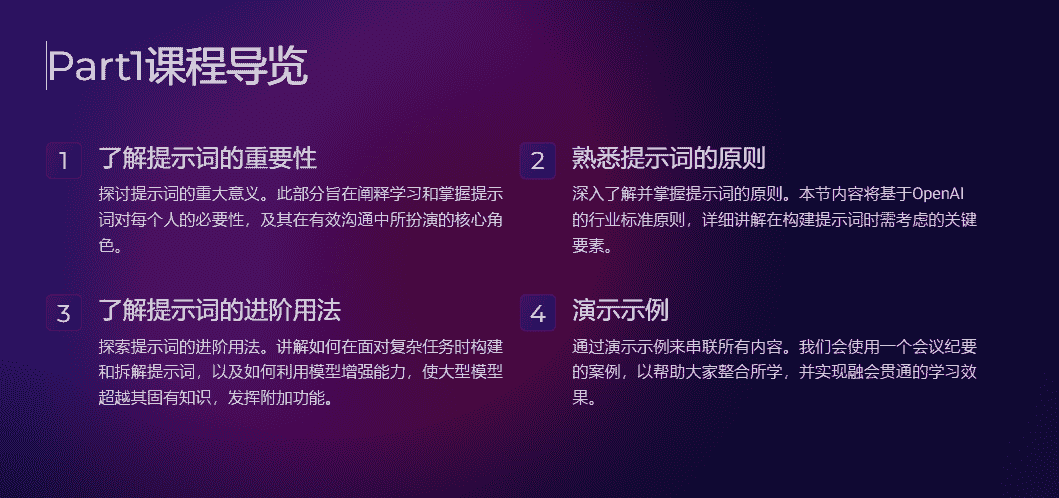 Part1课程导览
1 了解提示词的重要性
探讨提示词的重大意义。此部分旨在阐释学习和掌握提示
词对每个人的必要性，及其在有效沟通中所扮演的核心角
色。
2 熟悉提示词的原则
深入了解并掌握提示词的原则。本节内容将基于OpenAI
的行业标准原则，详细讲解在构建提示词时需考虑的关键
要素。
3 了解提示词的进阶用法
探索提示词的进阶用法。讲解如何在面对复杂任务时构建
和拆解提示词，以及如何利用模型增强能力，使大型模型
超越其固有知识，发挥附加功能。
4 演示示例
通过演示示例来串联所有内容。我们会使用一个会议纪要
的案例，以帮助大家整合所学，并实现融会贯通的学习效
果。